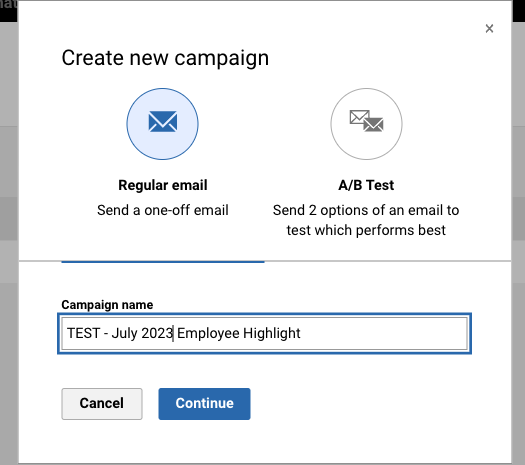 ×
Create new campaign
Regular email
Send a one-off email
A/B Test
Send 2 options of an email to
test which performs best
Campaign name
TEST - July 2023 Employee Highlight
Cancel
Continue